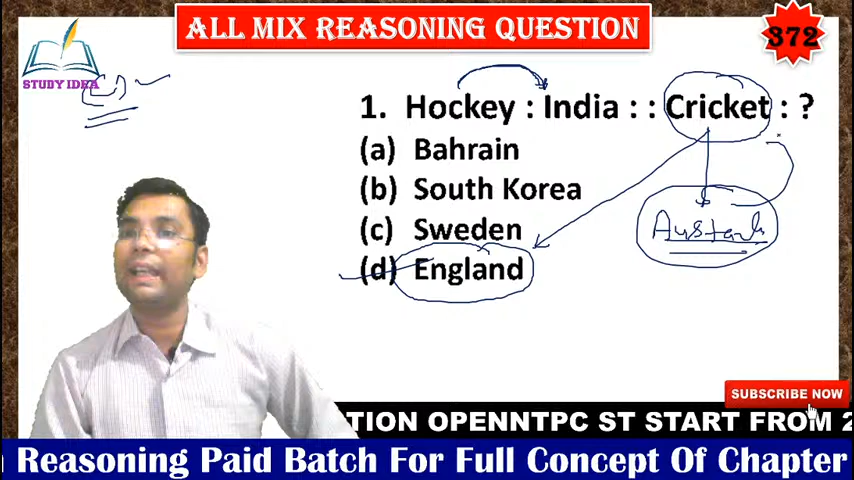 ALL MIX REASONING QUESTION
372
STUDY IDEA
1. Hockey : India : : Cricket : ?
(a) Bahrain
(b) South Korea
(c) Sweden
(d) England
SUBSCRIBE NOW
TION OPENNTPC ST START FROM 2
Reasoning Paid Batch For Full Concept Of Chapter